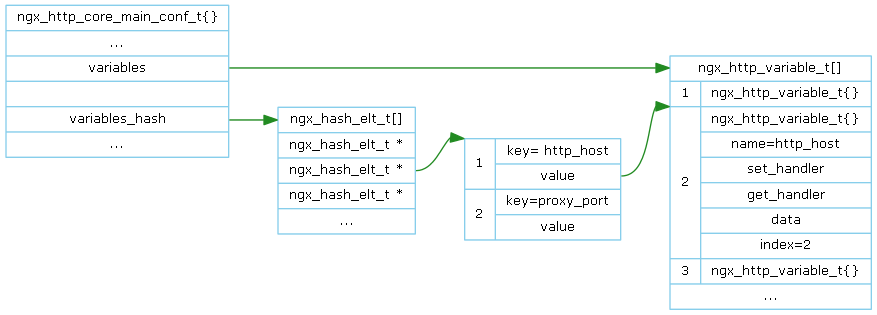 ngx_http_core_main_conf_t{}
...
variables
variables_hash
...
ngx_hash_elt_t[]
ngx_hash_elt_t *
ngx_hash_elt_t *
ngx_hash_elt_t *
...
1
key= http_host
value
2
key=proxy_port
value
ngx_http_variable_t[]
1
ngx_http_variable_t{}
2
ngx_http_variable_t{}
name=http_host
set_handler
get_handler
data
index=2
3
ngx_http_variable_t{}
...